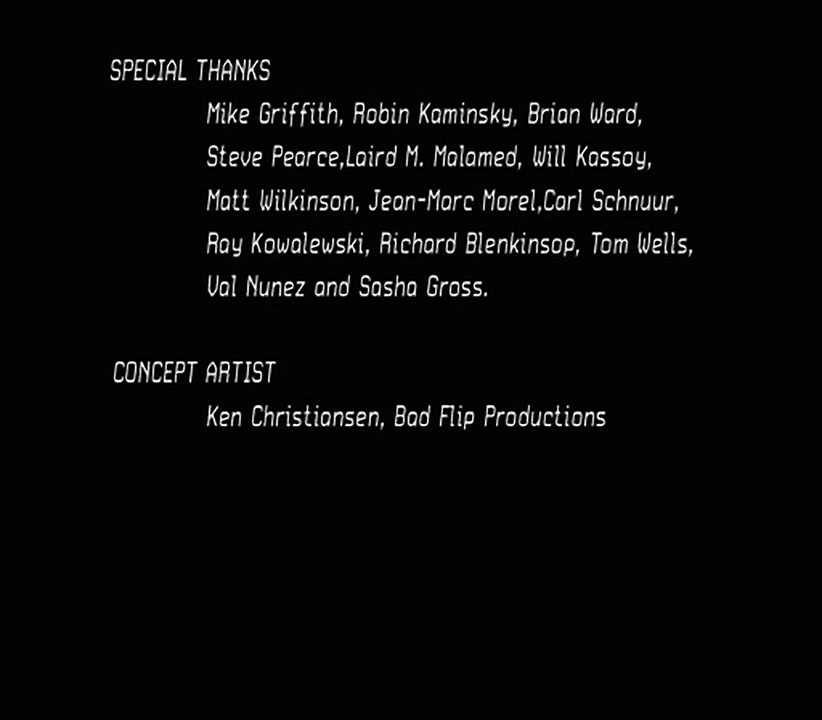 SPECIAL THANKS
Mike Griffith, Robin Kaminsky, Brian Ward,
Steve Pearce,Laird M. Malamed, Will Kassoy,
Matt Wilkinson, Jean-Marc Morel,Carl Schnuur,
Ray Kowalewski, Richard Blenkinsop, Tom Wells,
Val Nunez and Sasha Gross.
CONCEPT ARTIST
Ken Christiansen, Bad Flip Productions